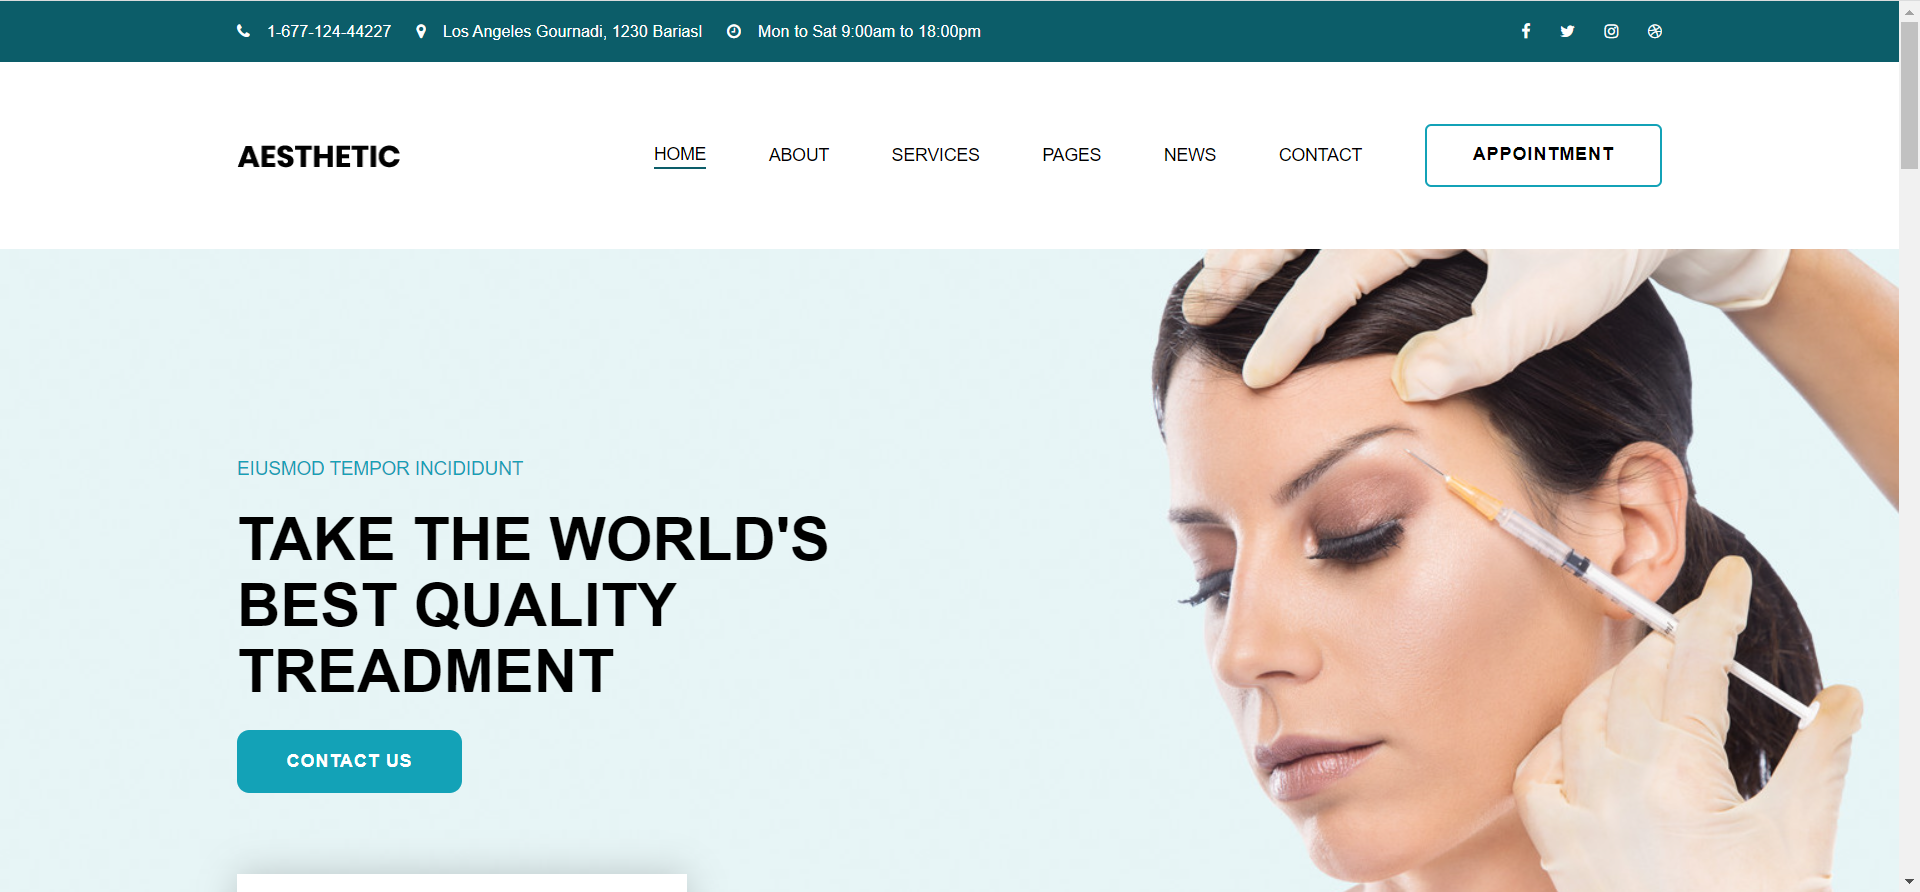 1-677-124-44227 Los Angeles Gournadi, 1230 Bariasl Mon to Sat 9:00am to 18:00pm
AESTHETIC HOME ABOUT SERVICES PAGES NEWS CONTACT APPOINTMENT
EIUSMOD TEMPOR INCIDIDUNT
TAKE THE WORLD'S
BEST QUALITY
TREADMENT
CONTACT US